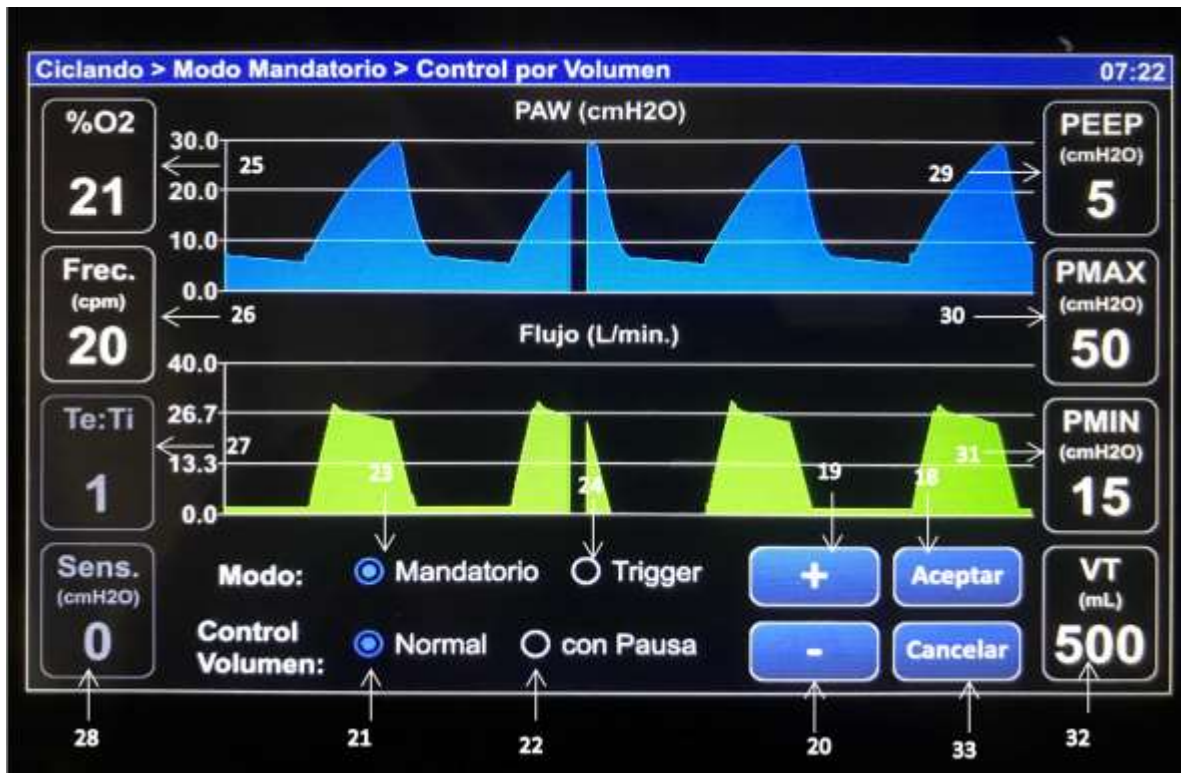 Ciclando > Modo Mandatorio > Control por Volumen 07:22
%O2
21
25
PAW (cmH2O)
30.0
20.0
10.0
0.0
29
PEEP
(cmH2O)
5
Frec.
(cpm)
20
26
30
PMAX
(cmH2O)
50
Flujo (L/min.)
40.0
26.7
13.3
0.0
Te:Ti
1
27
23
24
19
18
31
PMIN
(cmH2O)
15
Sens.
(cmH2O)
0
Modo: Mandatorio Trigger
Control
Volumen: Normal con Pausa
+ Aceptar
- Cancelar
VT
(mL)
500
28 21 22 20 33 32